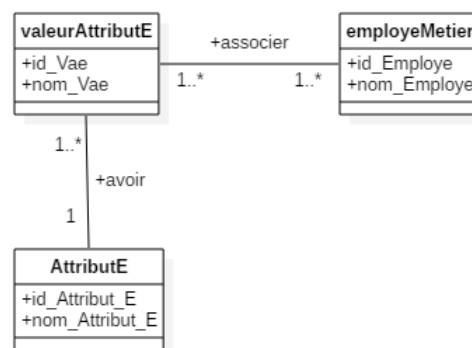 valeurAttributE
+id_Vae
+nom_Vae
+associer
1..*
1..*
employeMetier
+id_Employe
+nom_Employe
1..*
+avoir
1
AttributE
+id_Attribut_E
+nom_Attribut_E